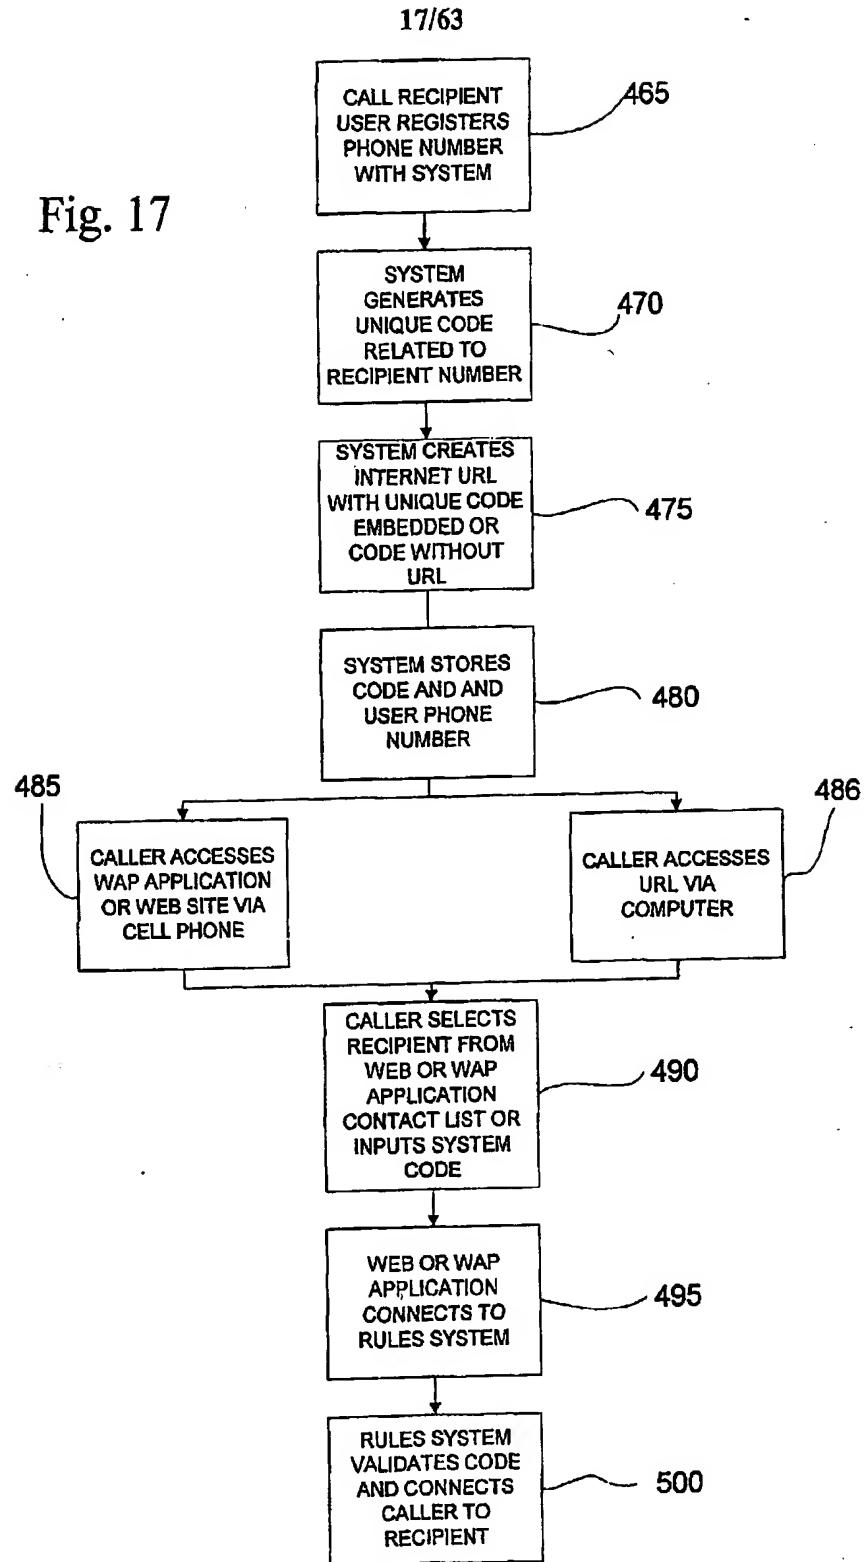 17/63
Fig. 17
CALL RECIPIENT
USER REGISTERS
PHONE NUMBER
WITH SYSTEM
465
SYSTEM
GENERATES
UNIQUE CODE
RELATED TO
RECIPIENT NUMBER
470
SYSTEM CREATES
INTERNET URL
WITH UNIQUE CODE
EMBEDDED OR
CODE WITHOUT
URL
475
SYSTEM STORES
CODE AND AND
USER PHONE
NUMBER
480
485
CALLER ACCESSES
WAP APPLICATION
OR WEB SITE VIA
CELL PHONE
486
CALLER ACCESSES
URL VIA
COMPUTER
CALLER SELECTS
RECIPIENT FROM
WEB OR WAP
APPLICATION
CONTACT LIST OR
INPUTS SYSTEM
CODE
490
WEB OR WAP
APPLICATION
CONNECTS TO
RULES SYSTEM
495
RULES SYSTEM
VALIDATES CODE
AND CONNECTS
CALLER TO
RECIPIENT
500